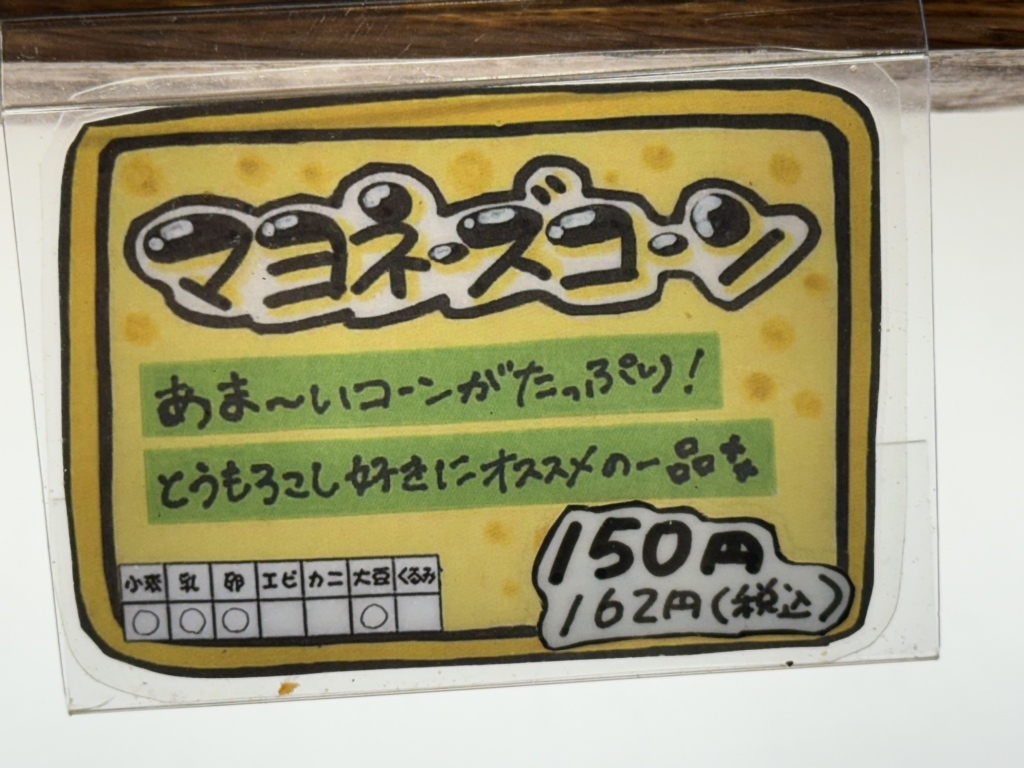 マヨネーズコーン
あま〜いコーンがたっぷり!
とうもろこし好きにオススメの一品
150円
162円(税込)
小麦 乳 卵 エビ カニ 大豆 くるみ
○ ○ ○ ○